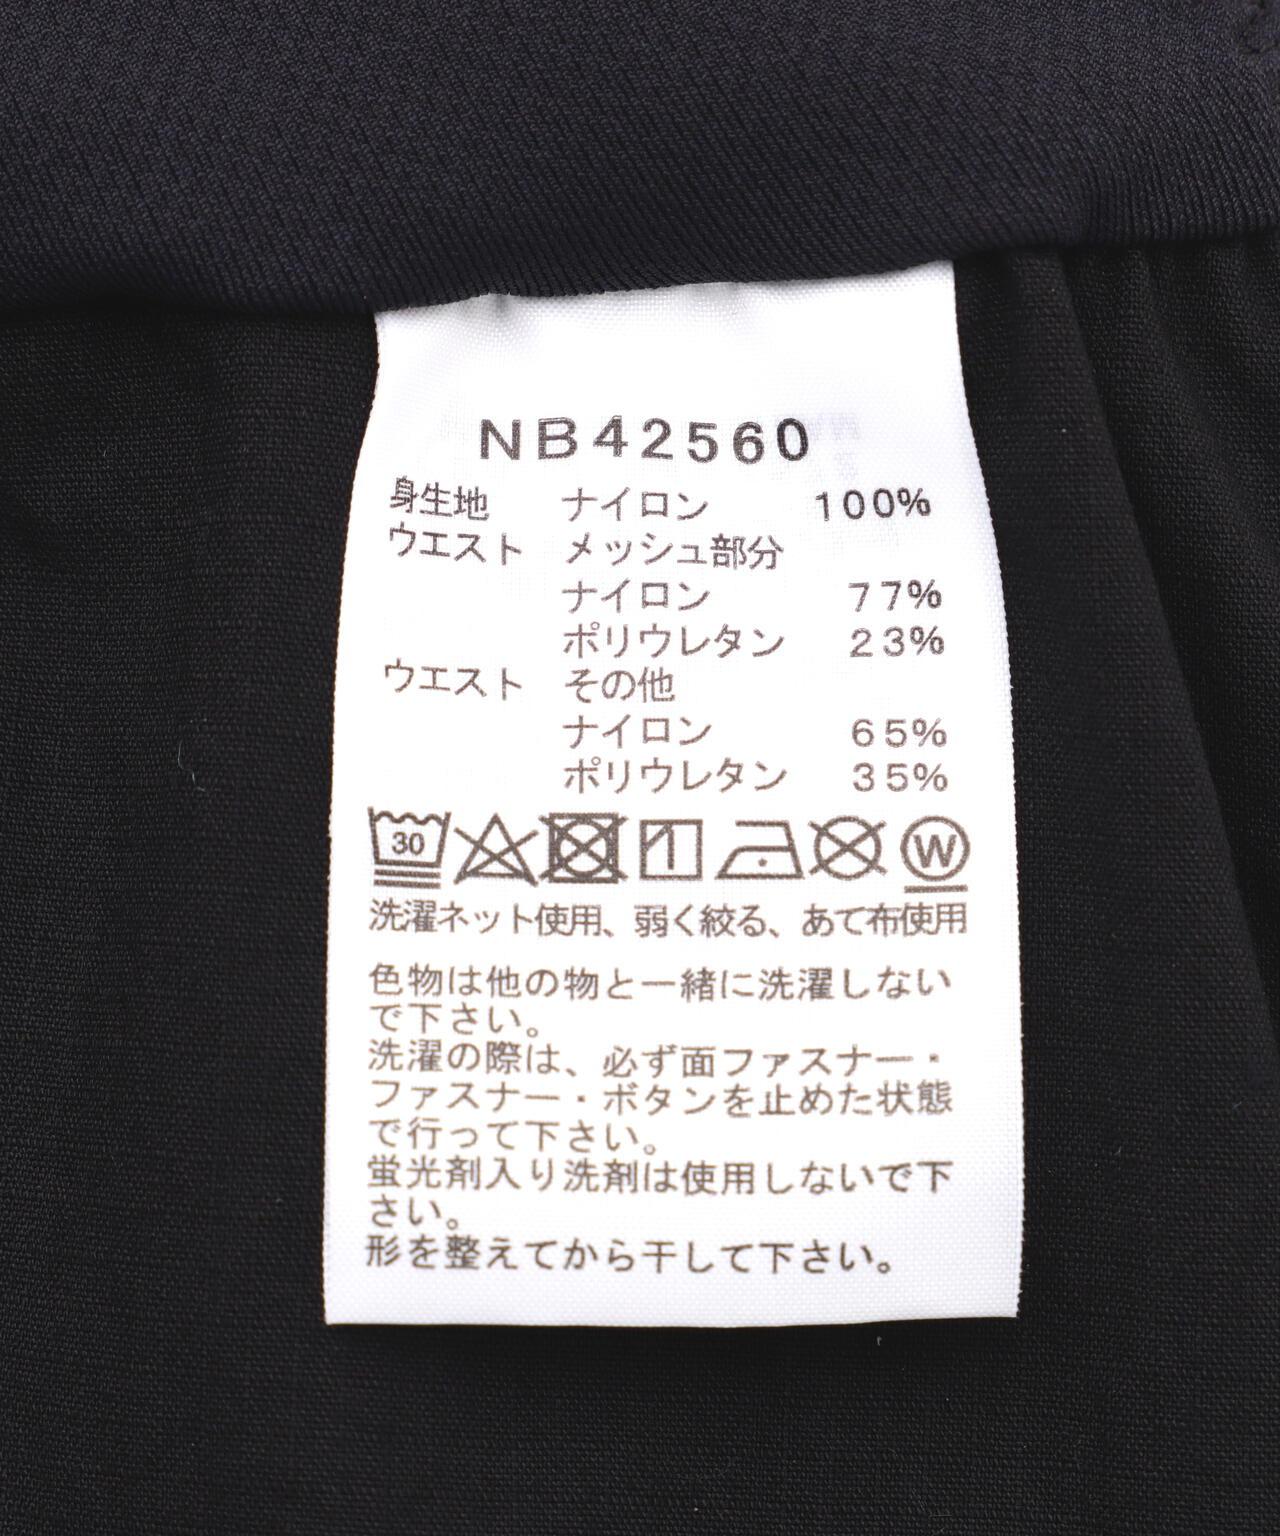 NB42560
身生地 ナイロン 100%
ウエスト メッシュ部分
ナイロン 77%
ポリウレタン 23%
ウエスト その他
ナイロン 65%
ポリウレタン 35%
30 W
洗濯ネット使用、弱く絞る、あて布使用
色物は他の物と一緒に洗濯しない
で下さい。
洗濯の際は、必ず面ファスナー・
ファスナー・ボタンを止めた状態
で行って下さい。
蛍光剤入り洗剤は使用しないで下
さい。
形を整えてから干して下さい。